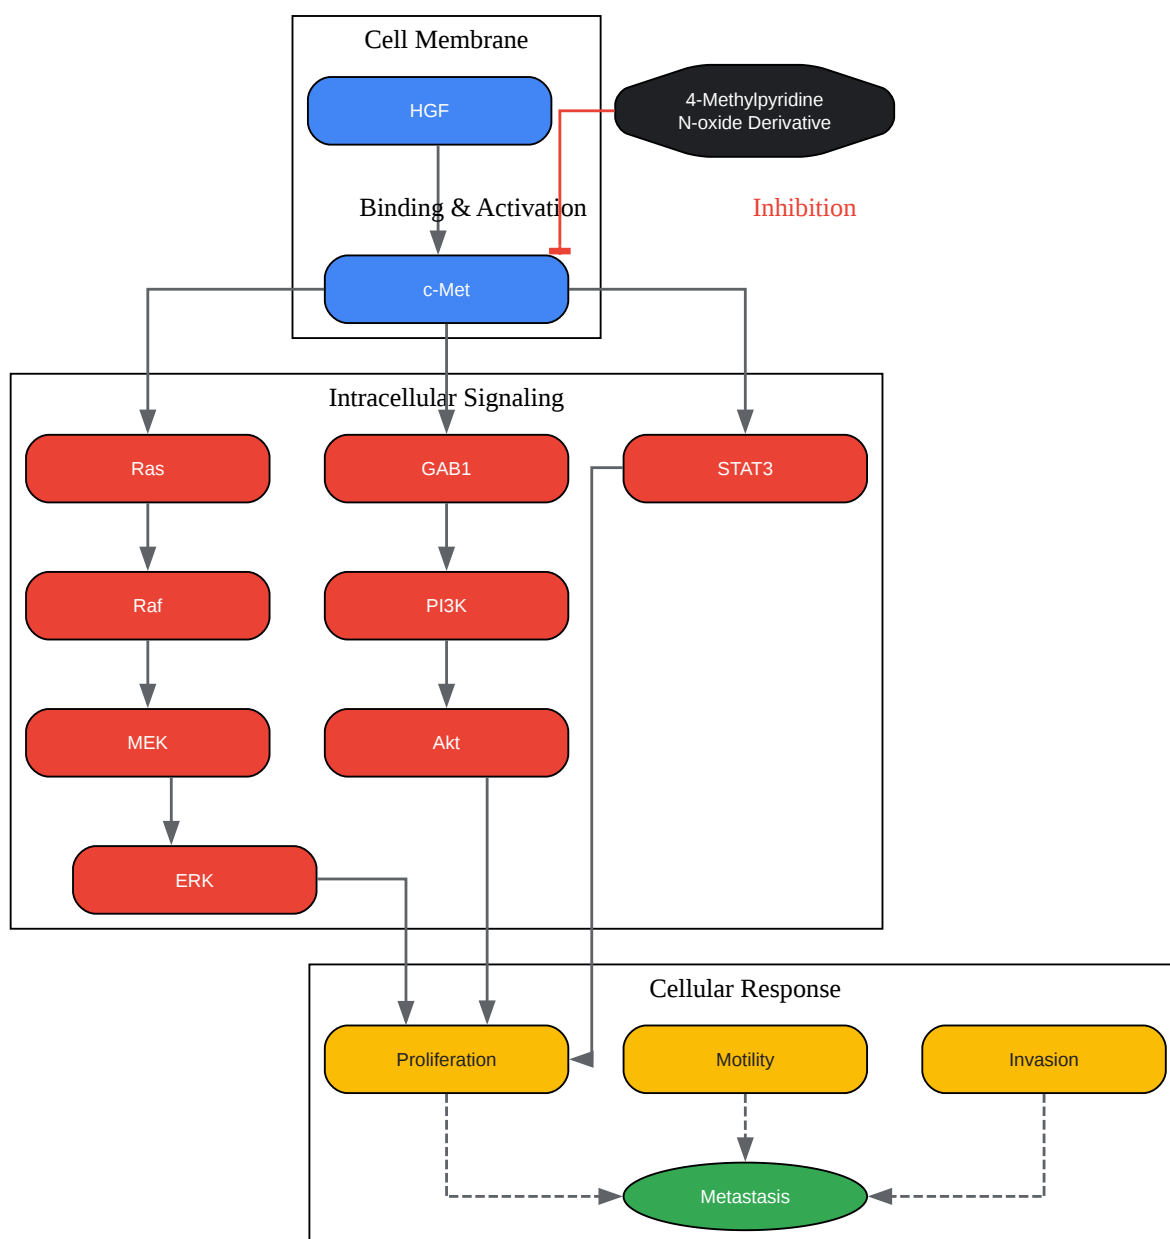 Cell Membrane
HGF
4-Methylpyridine
N-oxide Derivative
Binding & Activation
Inhibition
c-Met
Intracellular Signaling
Ras
GAB1
STAT3
Raf
PI3K
MEK
Akt
ERK
Cellular Response
Proliferation
Motility
Invasion
Metastasis